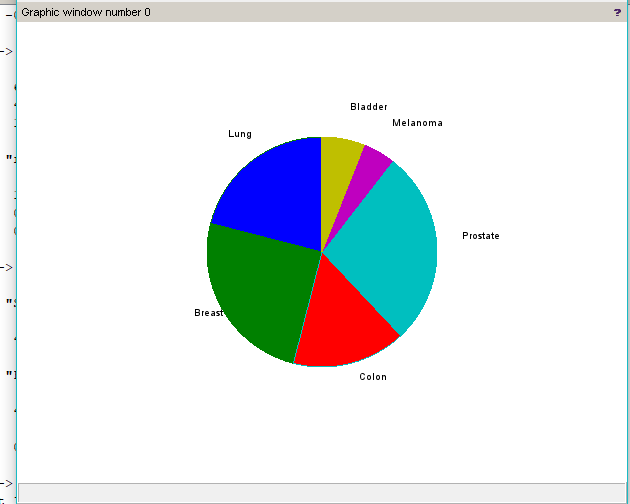 Graphic window number 0
?
Bladder
Melanoma
Lung
Prostate
Breast
Colon